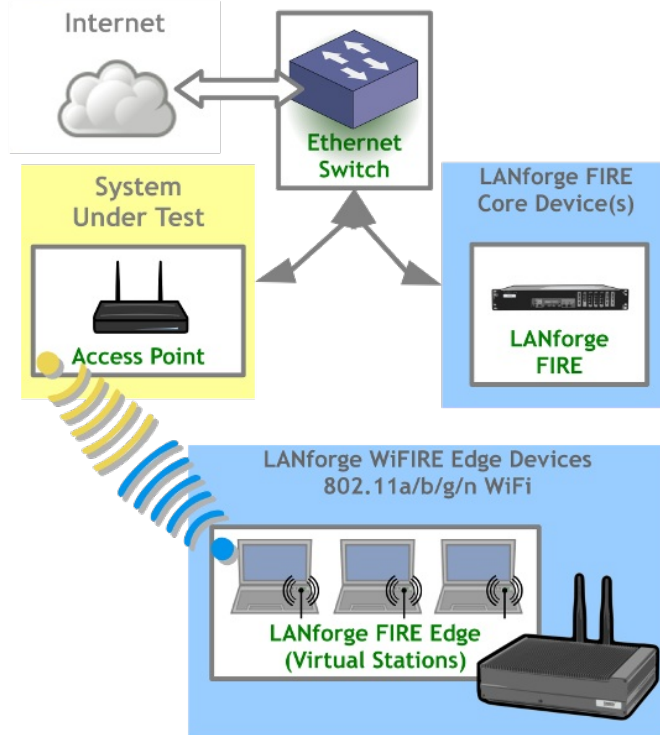 Internet
Ethernet
Switch
System
Under Test
Access Point
LANforge FIRE
Core Device(s)
LANforge
FIRE
LANforge WiFIRE Edge Devices
802.11a/b/g/n WiFi
LANforge FIRE Edge
(Virtual Stations)